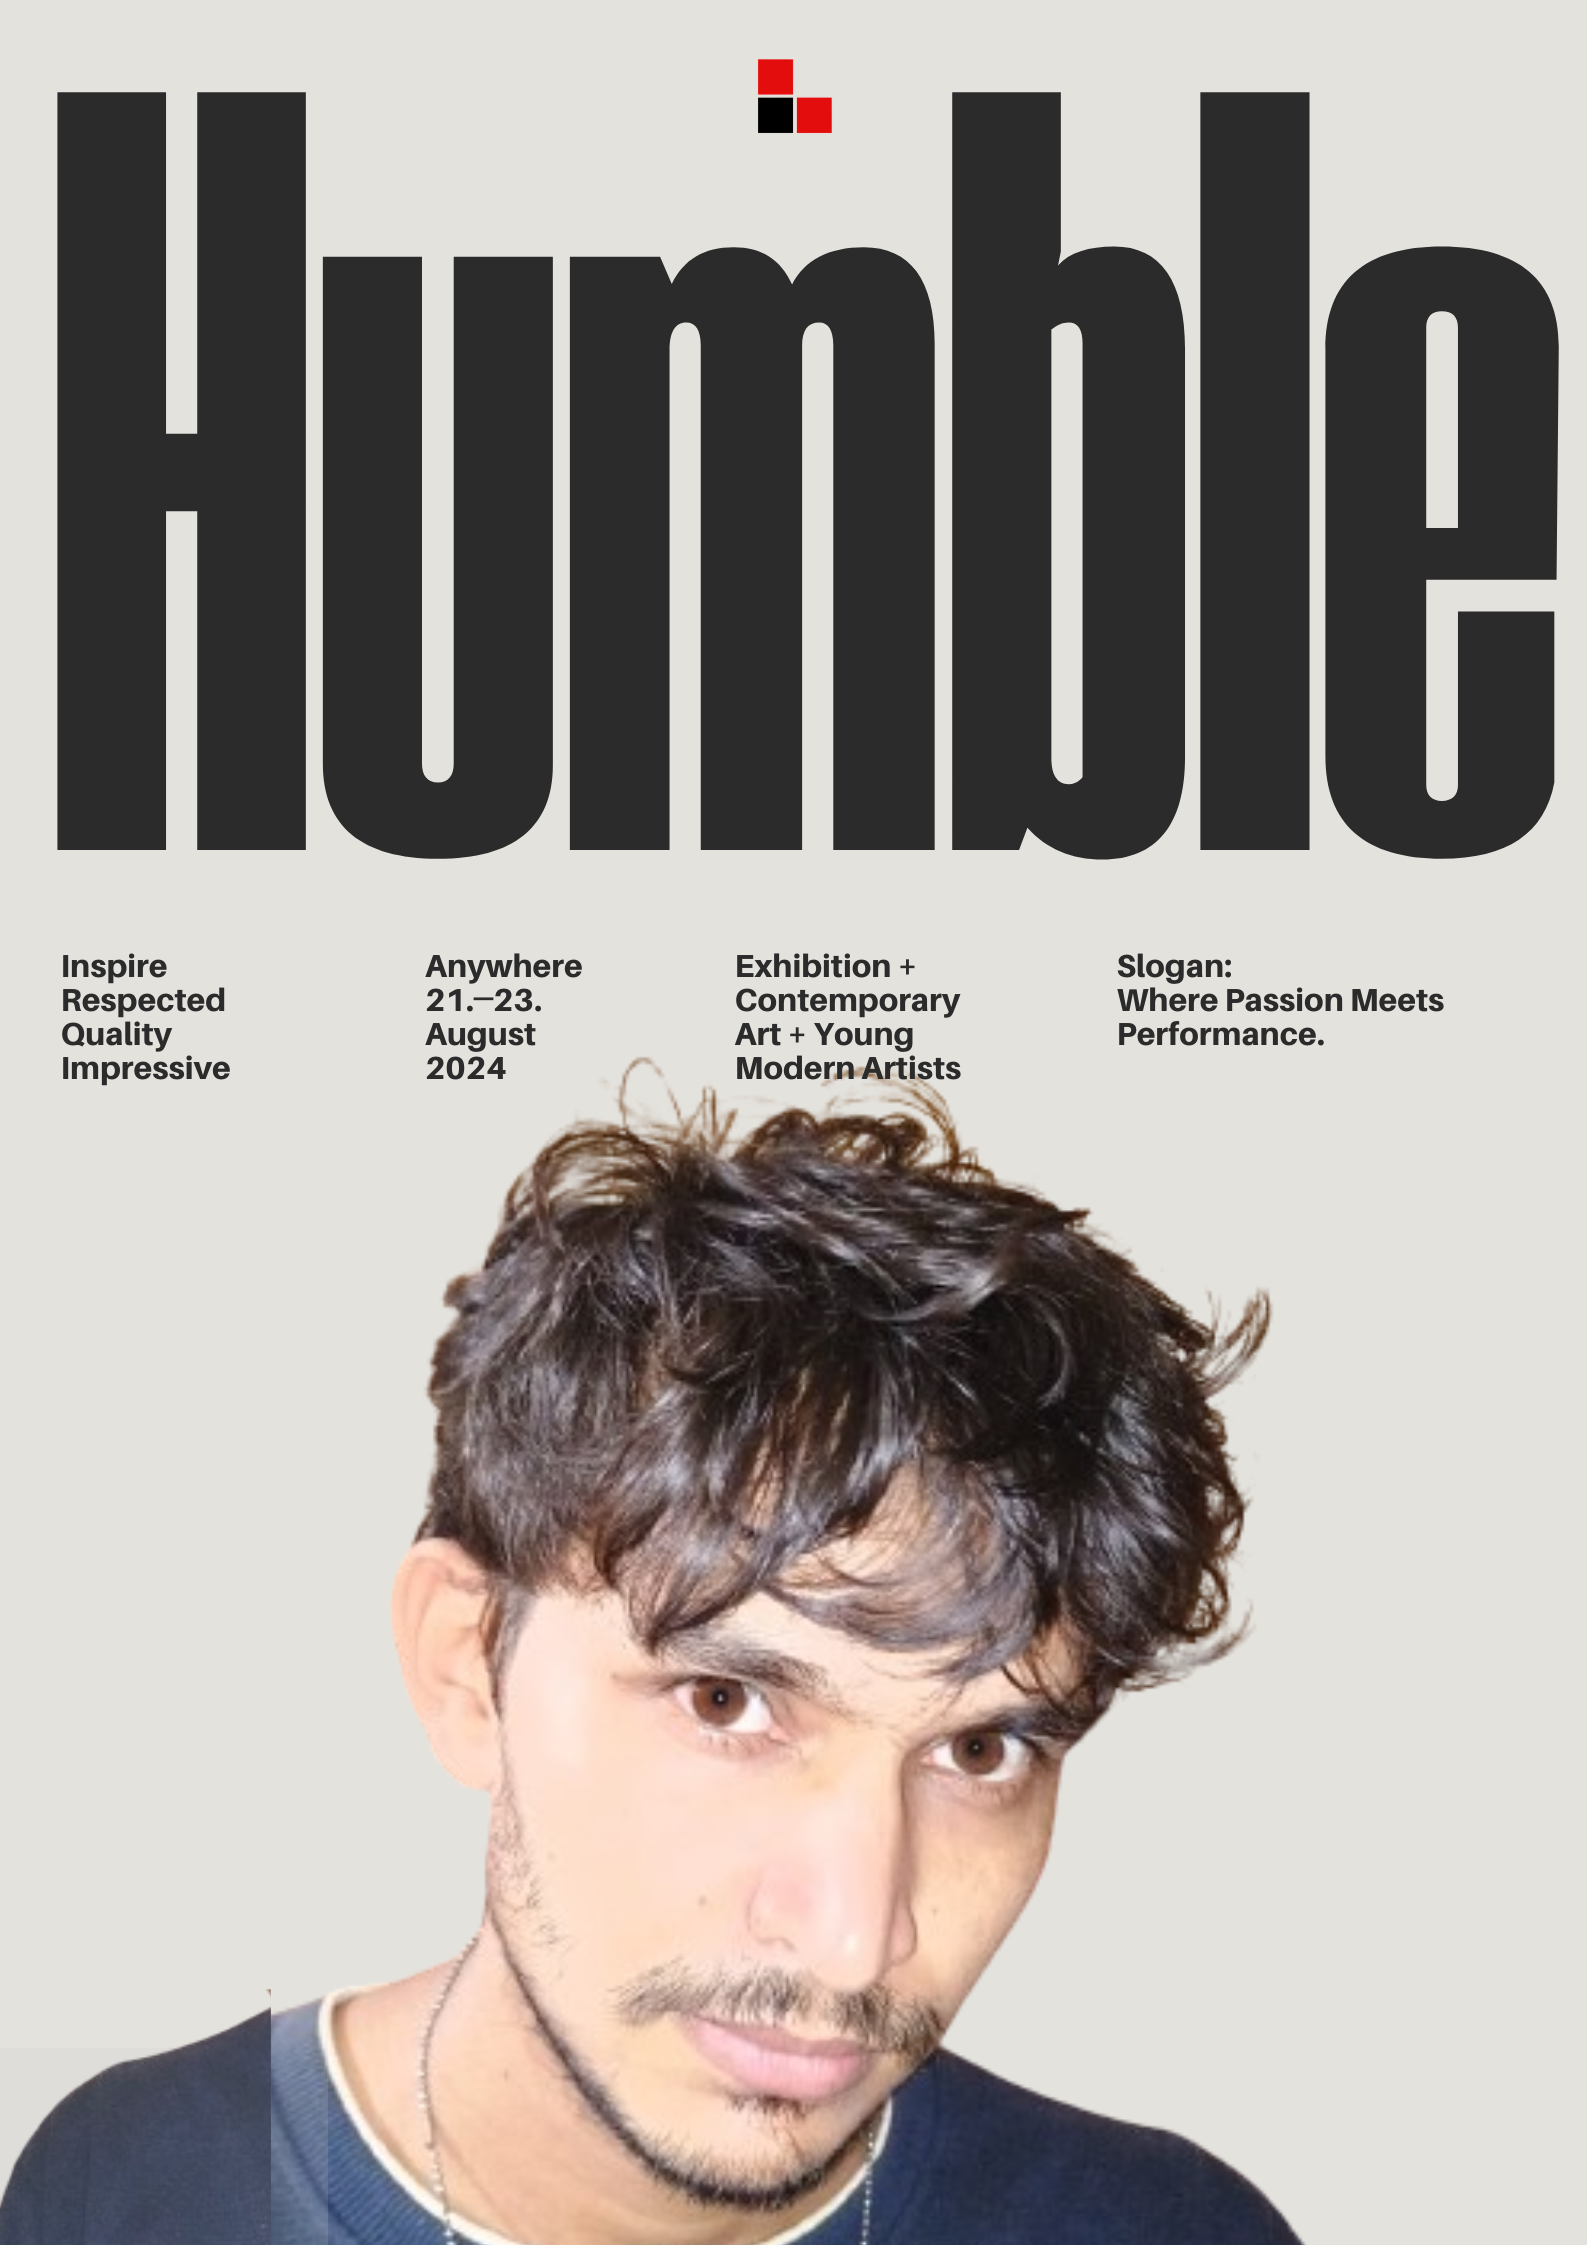 Humble
Inspire
Respected
Quality
Impressive
Anywhere
21.—23.
August
2024
Exhibition +
Contemporary
Art + Young
Modern Artists
Slogan:
Where Passion Meets
Performance.